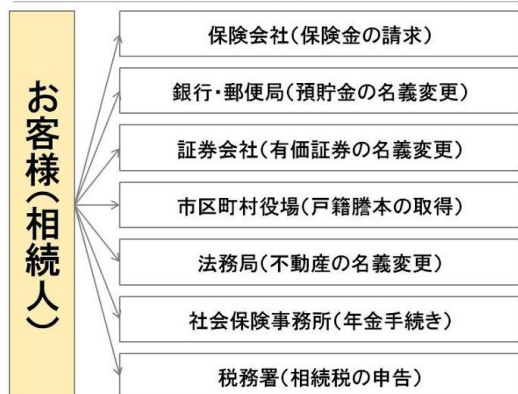 お客様(相続人)
保険会社(保険金の請求)
銀行・郵便局(預貯金の名義変更)
証券会社(有価証券の名義変更)
市区町村役場(戸籍謄本の取得)
法務局(不動産の名義変更)
社会保険事務所(年金手続き)
税務署(相続税の申告)